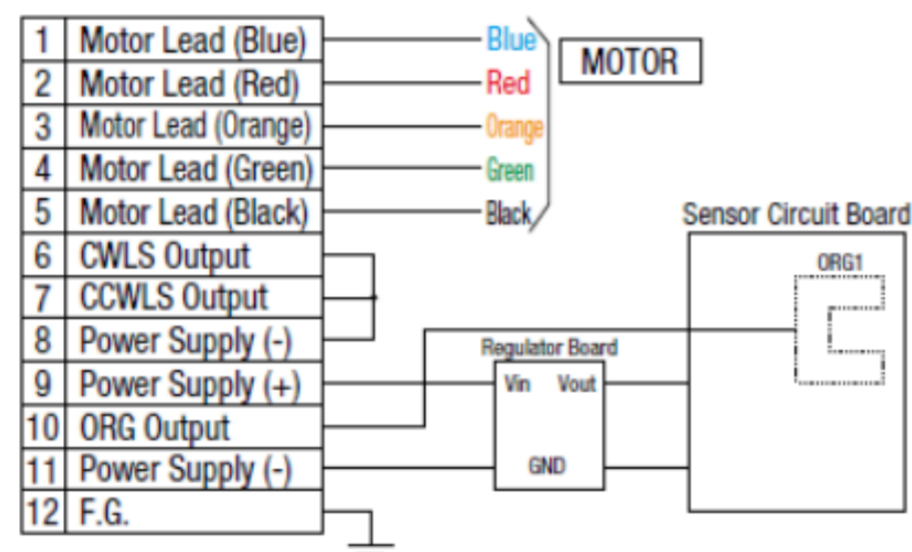 1 Motor Lead (Blue)
2 Motor Lead (Red)
3 Motor Lead (Orange)
4 Motor Lead (Green)
5 Motor Lead (Black)
6 CWLS Output
7 CCWLS Output
8 Power Supply (-)
9 Power Supply (+)
10 ORG Output
11 Power Supply (-)
12 F.G.
Blue
Red
Orange
Green
Black
MOTOR
Sensor Circuit Board
ORG1
Regulator Board
Vin Vout
GND